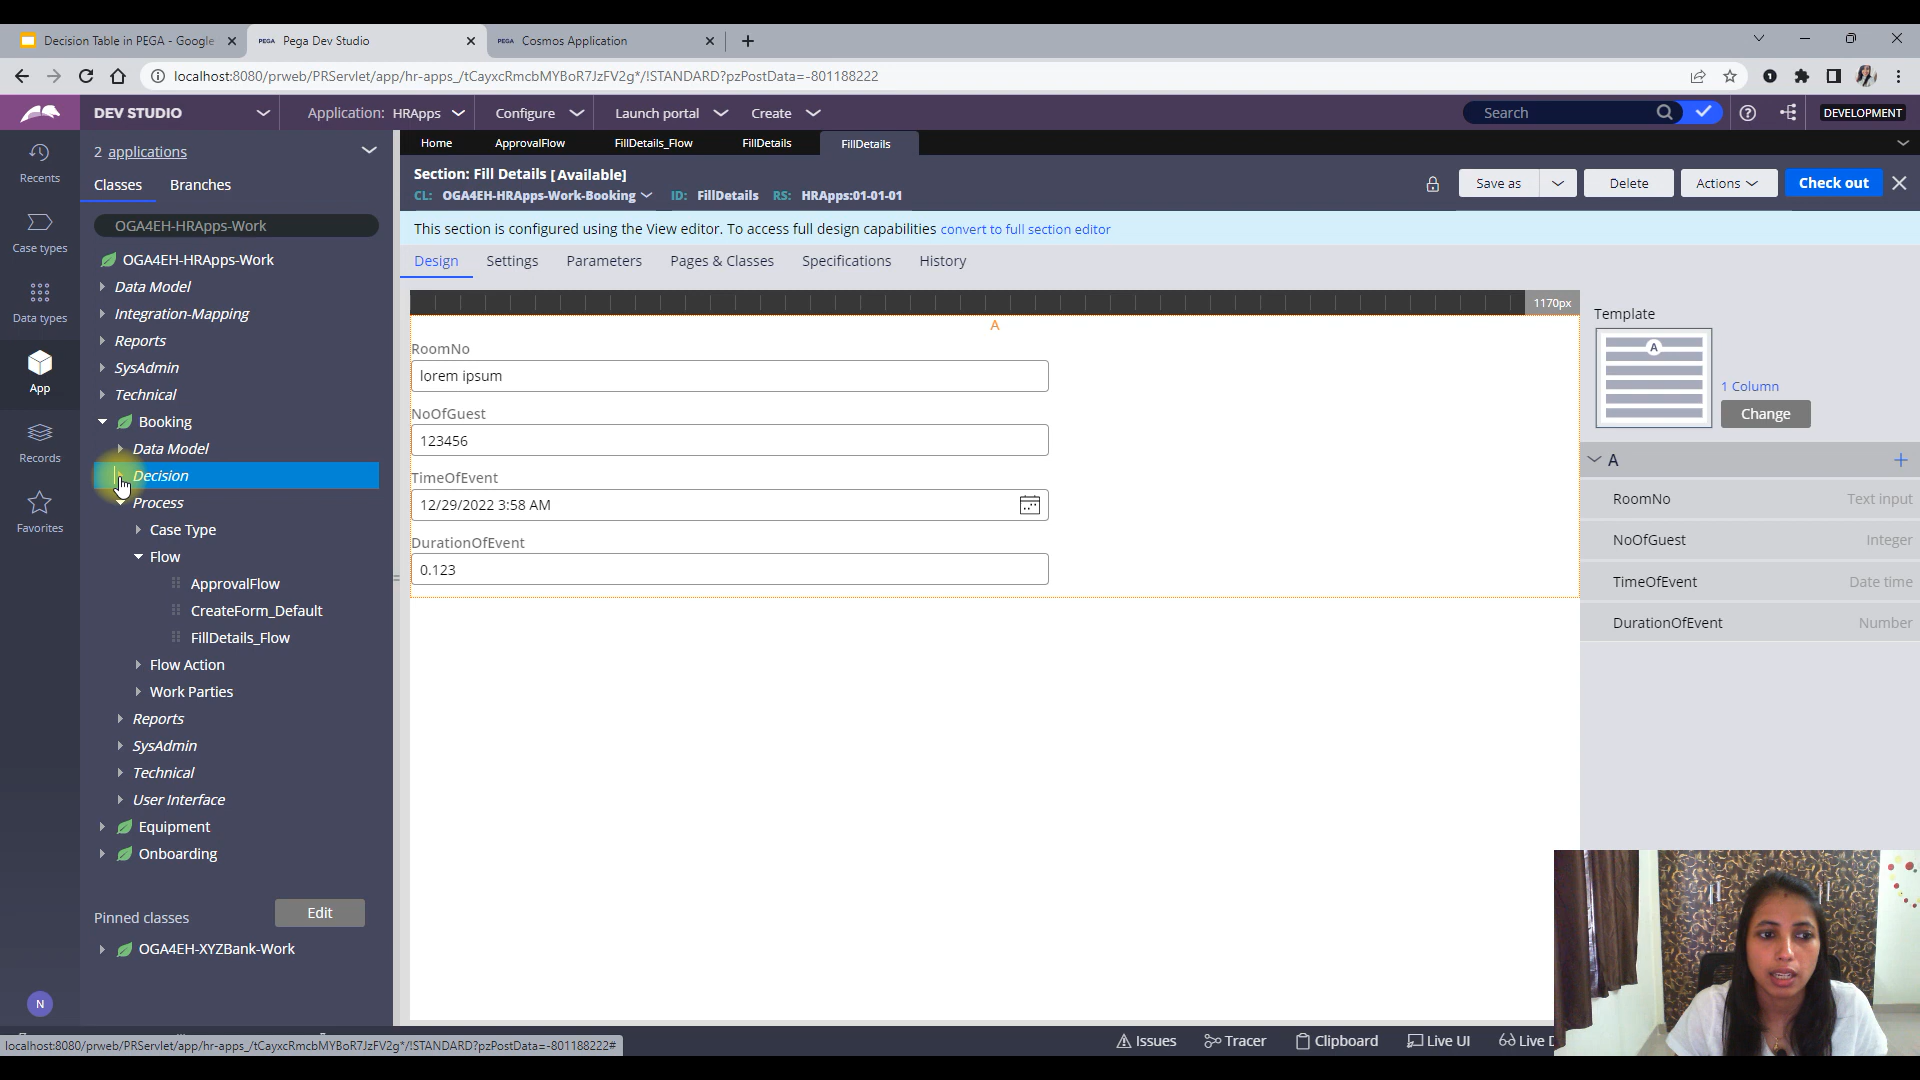 Decision Table in PEGA - Google
PEGA Pega Dev Studio
PEGA Cosmos Application
localhost:8080/prweb/PRServlet/app/hr-apps_/tCayxcRmcbMYBoR7JzFV2g*/!STANDARD?pzPostData=-801188222
DEV STUDIO
Application: HRApps
Configure
Launch portal
Create
Search
DEVELOPMENT
Recents
Case types
Data types
App
Records
Favorites
N
2 applications
Classes
Branches
OGA4EH-HRApps-Work
OGA4EH-HRApps-Work
Data Model
Integration-Mapping
Reports
SysAdmin
Technical
Booking
Data Model
Decision
Process
Case Type
Flow
ApprovalFlow
CreateForm_Default
FillDetails_Flow
Flow Action
Work Parties
Reports
SysAdmin
Technical
User Interface
Equipment
Onboarding
Pinned classes
Edit
OGA4EH-XYZBank-Work
Home
ApprovalFlow
FillDetails_Flow
FillDetails
FillDetails
Section: Fill Details [Available]
CL: OGA4EH-HRApps-Work-Booking ID: FillDetails RS: HRApps:01-01-01
Save as
Delete
Actions
Check out
This section is configured using the View editor. To access full design capabilities convert to full section editor
Design
Settings
Parameters
Pages & Classes
Specifications
History
1170px
A
RoomNo
lorem ipsum
NoOfGuest
123456
TimeOfEvent
12/29/2022 3:58 AM
DurationOfEvent
0.123
Template
A
1 Column
Change
A
RoomNo Text input
NoOfGuest Integer
TimeOfEvent Date time
DurationOfEvent Number
Issues
Tracer
Clipboard
Live UI
Live
localhost:8080/prweb/PRServlet/app/hr-apps_/tCayxcRmcbMYBoR7JzFV2g*/!STANDARD?pzPostData=-801188222#